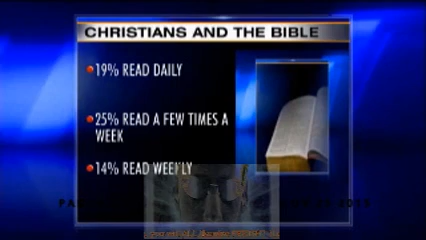 CHRISTIANS AND THE BIBLE
19% READ DAILY
25% READ A FEW TIMES A
WEEK
14% READ WEEKLY